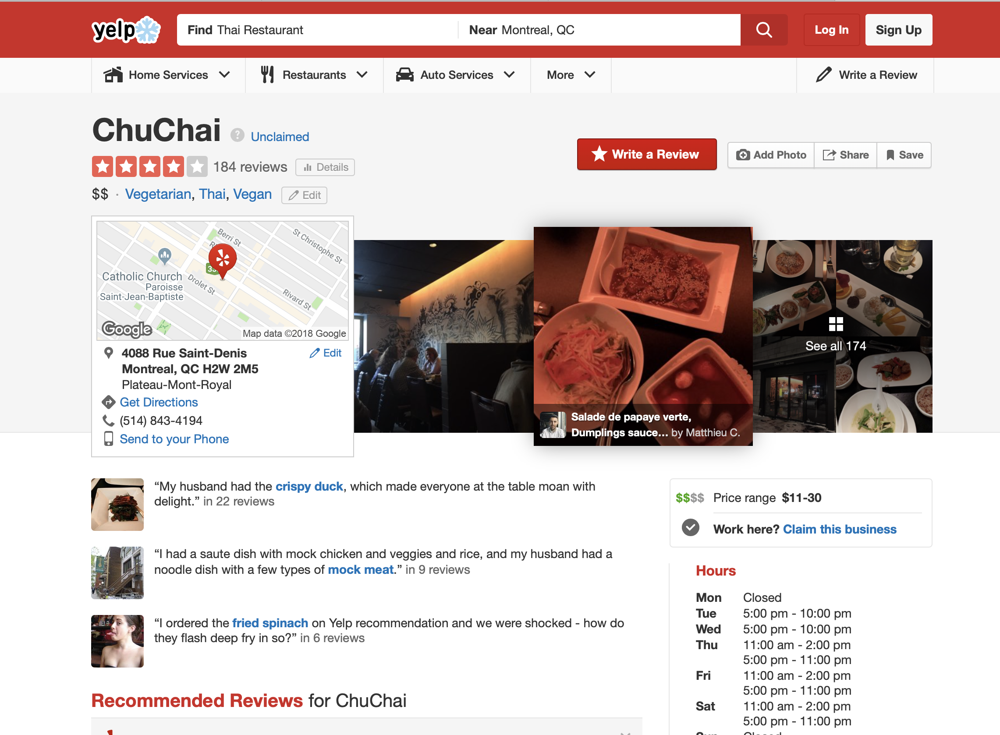 yelp
Find Thai Restaurant
Near Montreal, QC
Log In
Sign Up
Home Services
Restaurants
Auto Services
More
Write a Review
ChuChai
? Unclaimed
184 reviews
Details
Write a Review
Add Photo
Share
Save
$$ · Vegetarian, Thai, Vegan
Edit
Berri St
St Christophe St
Catholic Church
Paroisse
Saint-Jean-Baptiste
Drolet St
Rivard St
Google
Map data ©2018 Google
4088 Rue Saint-Denis
Edit
Montreal, QC H2W 2M5
Plateau-Mont-Royal
Get Directions
(514) 843-4194
Send to your Phone
Salade de papaye verte,
Dumplings sauce... by Matthieu C.
See all 174
“My husband had the crispy duck, which made everyone at the table moan with
delight.” in 22 reviews
“I had a saute dish with mock chicken and veggies and rice, and my husband had a
noodle dish with a few types of mock meat.” in 9 reviews
“I ordered the fried spinach on Yelp recommendation and we were shocked - how do
they flash deep fry in so?” in 6 reviews
Recommended Reviews for ChuChai
$$$$ Price range $11-30
Work here? Claim this business
Hours
Mon Closed
Tue 5:00 pm - 10:00 pm
Wed 5:00 pm - 10:00 pm
Thu 11:00 am - 2:00 pm
5:00 pm - 11:00 pm
Fri 11:00 am - 2:00 pm
5:00 pm - 11:00 pm
Sat 11:00 am - 2:00 pm
5:00 pm - 11:00 pm
Sun Closed